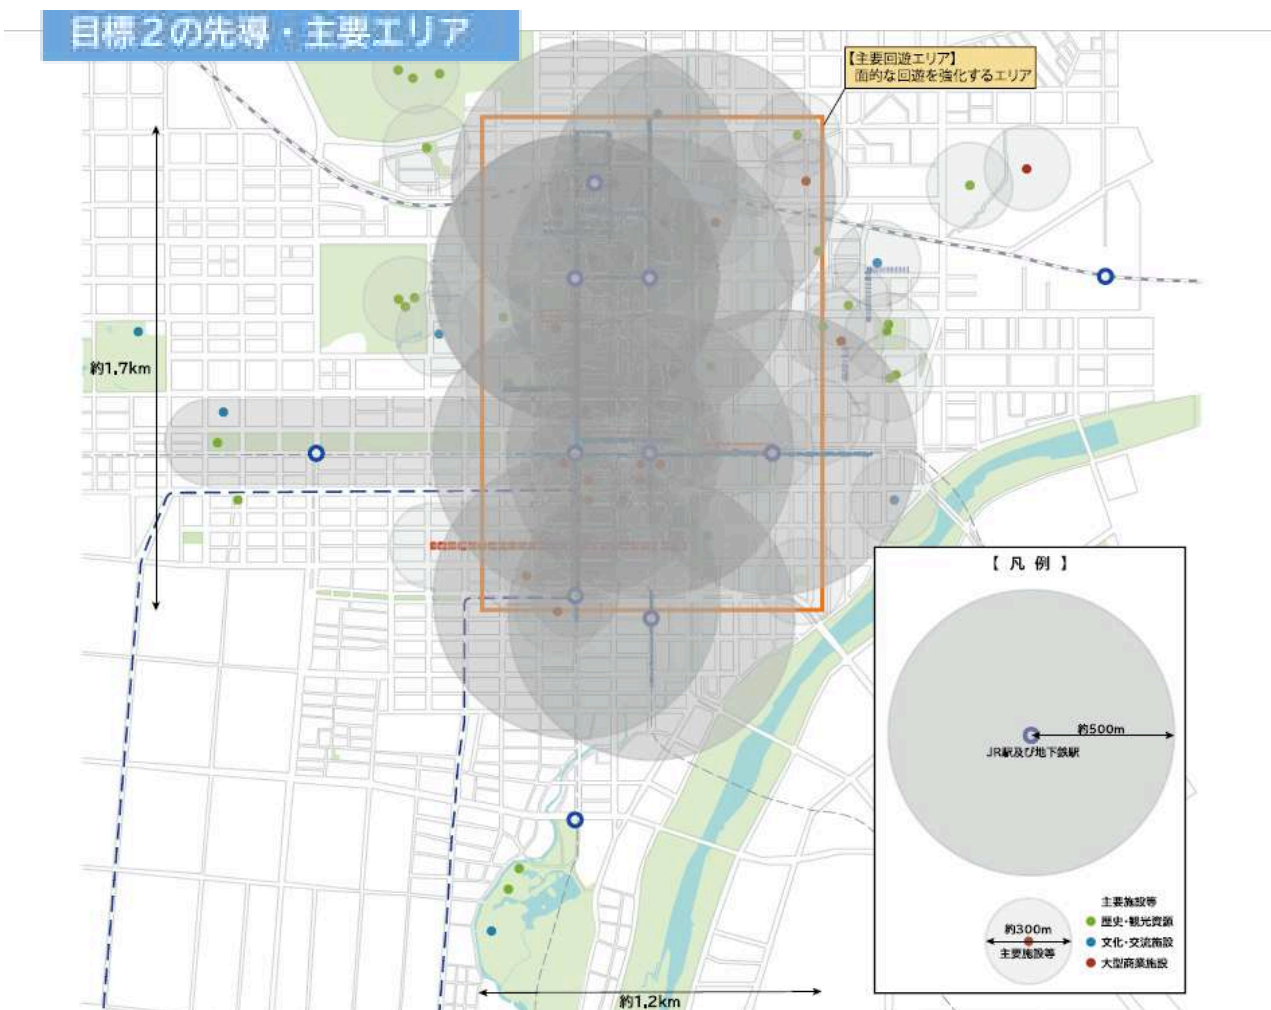 目標２の先導・主要エリア
【主要回遊エリア】
面的な回遊を強化するエリア
約1.7km
【 凡 例 】
約500m
JR駅及び地下鉄駅
主要施設等
歴史・観光資源
約300m
文化・交流施設
主要施設等
大型商業施設
約1.2km